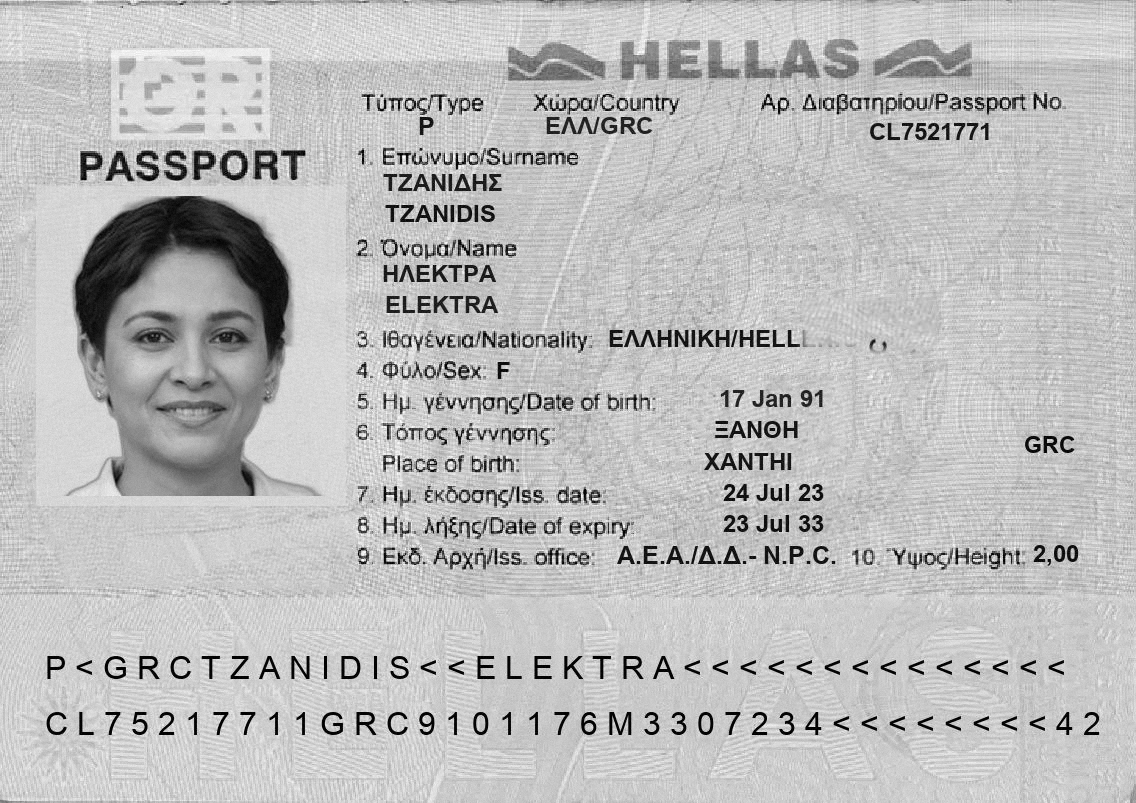 GR
PASSPORT
HELLAS
Τύπος/Type Χώρα/Country Αρ. Διαβατηρίου/Passport No.
P ΕΛΛ/GRC CL7521771
1. Επώνυμο/Surname
ΤΖΑΝΙΔΗΣ
TZANIDIS
2. Όνομα/Name
ΗΛΕΚΤΡΑ
ELEKTRA
3. Ιθαγένεια/Nationality: ΕΛΛΗΝΙΚΗ/HELL
4. Φύλο/Sex: F
5. Ημ. γέννησης/Date of birth: 17 Jan 91
6. Τόπος γέννησης: ΞΑΝΘΗ
Place of birth: XANTHI GRC
7. Ημ. έκδοσης/Iss. date: 24 Jul 23
8. Ημ. λήξης/Date of expiry: 23 Jul 33
9 Εκδ. Αρχή/Iss. office: Α.Ε.Α./Δ.Δ.- N.P.C. 10. Ύψος/Height: 2,00
HELLAS
P<GRCTZANIDIS<<ELEKTRA<<<<<<<<<<<<<<
CL75217711GRC9101176M3307234<<<<<<<<42